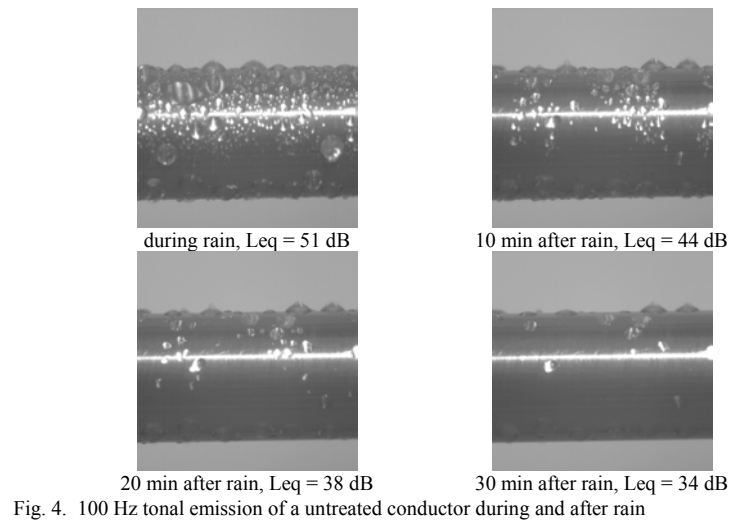 during rain, Leq = 51 dB
10 min after rain, Leq = 44 dB
20 min after rain, Leq = 38 dB
30 min after rain, Leq = 34 dB
Fig. 4. 100 Hz tonal emission of a untreated conductor during and after rain